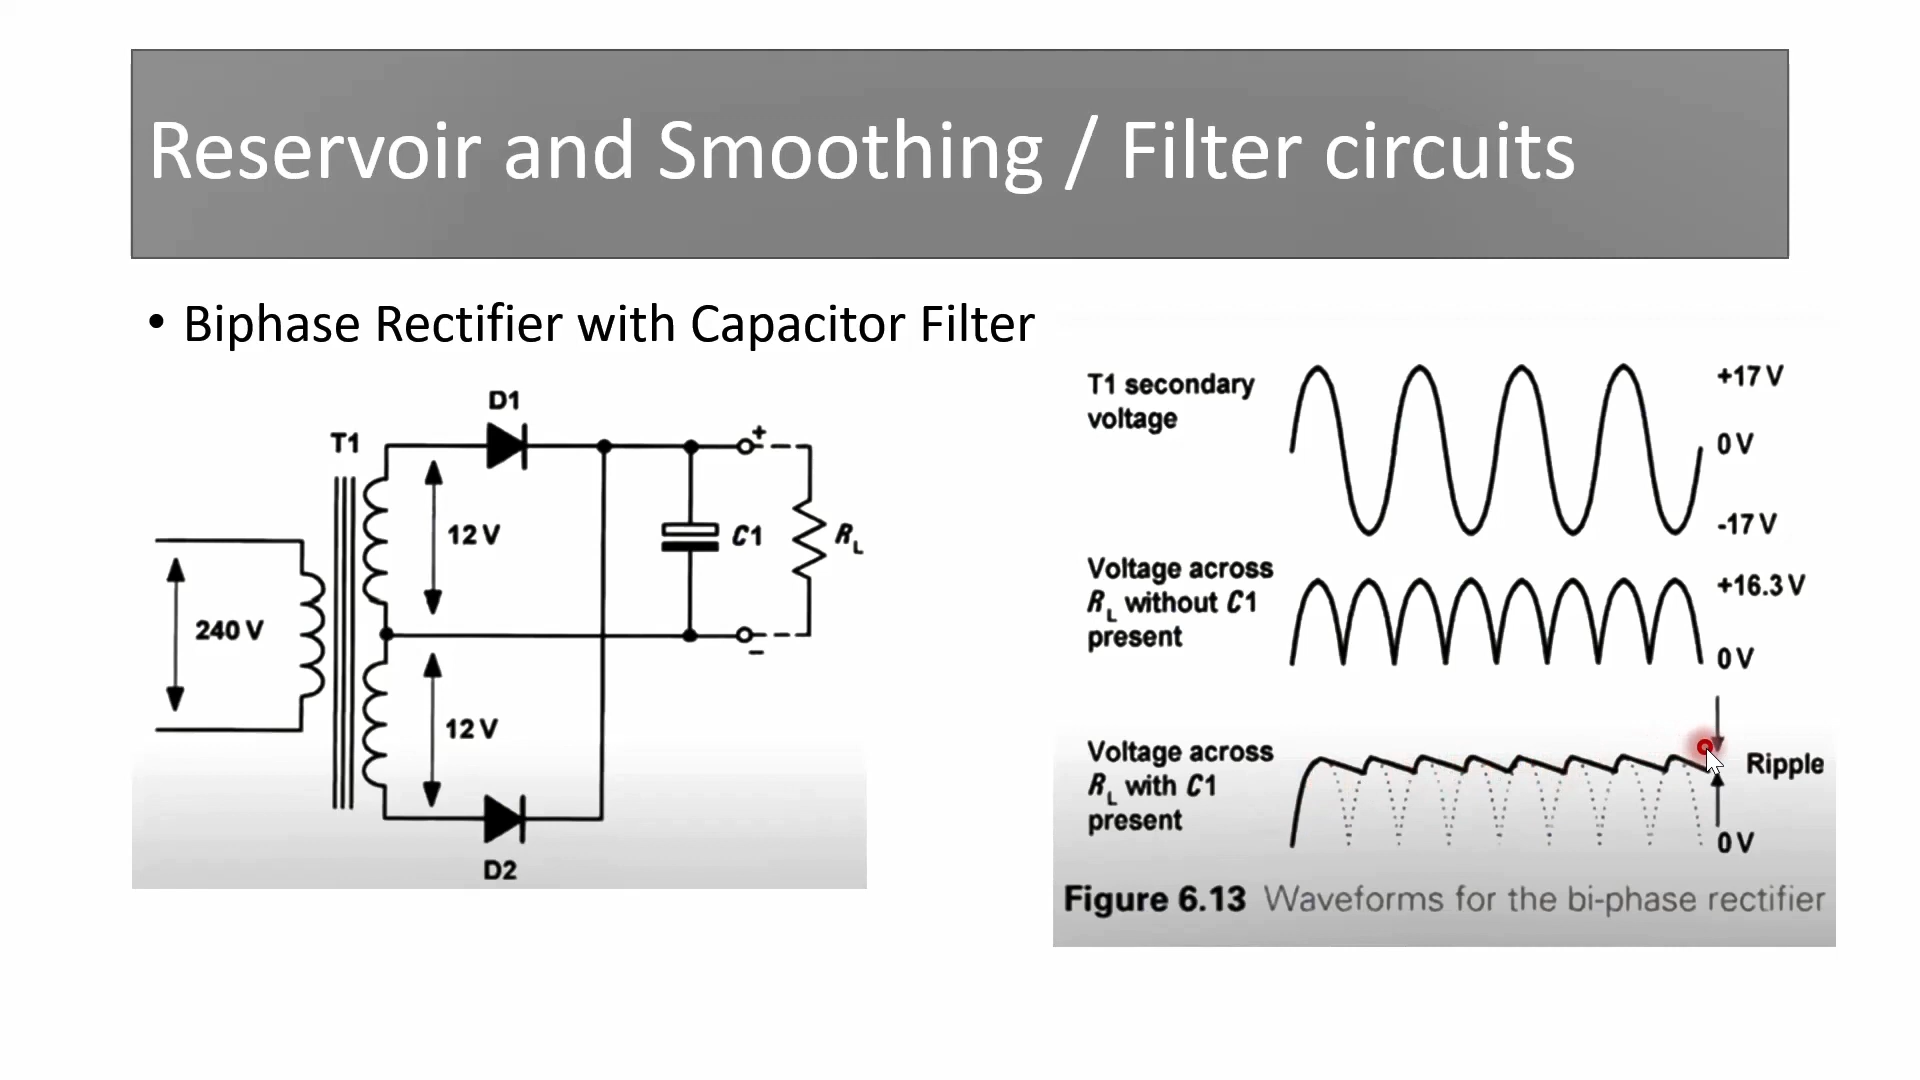 Reservoir and Smoothing / Filter circuits
• Biphase Rectifier with Capacitor Filter
D1
T1
+
12 V
C1
RL
240 V
–
12 V
D2
T1 secondary
voltage
+17 V
0 V
-17 V
Voltage across
RL without C1
present
+16.3 V
0 V
Voltage across
RL with C1
present
Ripple
0 V
Figure 6.13 Waveforms for the bi-phase rectifier